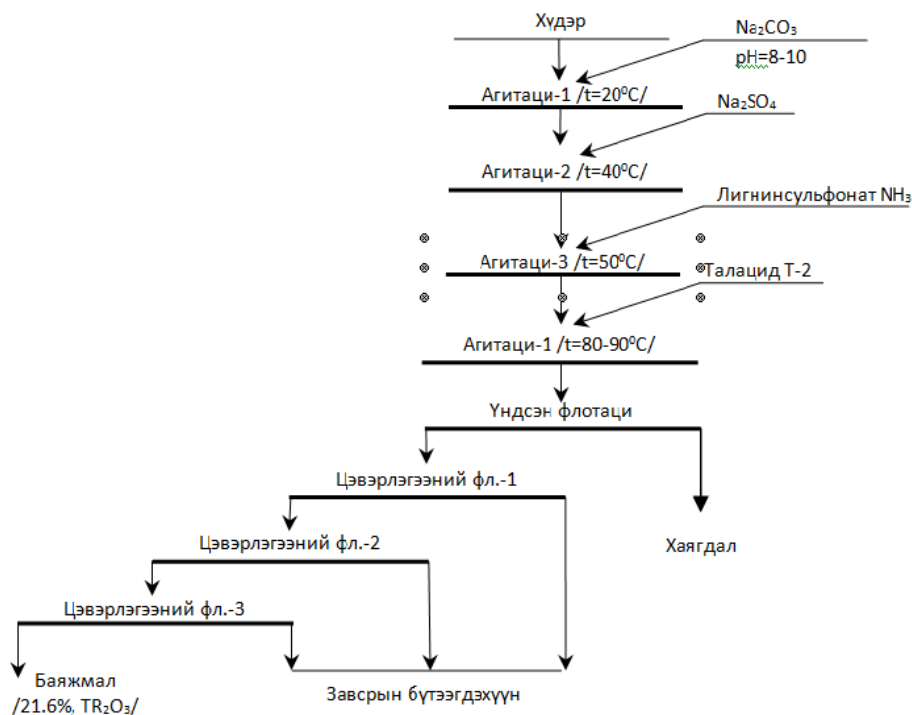 Хүдэр
Na₂CO₃
pH=8-10
Агитаци-1 /t=20⁰C/
Na₂SO₄
Агитаци-2 /t=40⁰C/
Лигнинсульфонат NH₃
Агитаци-3 /t=50⁰C/
Талацид Т-2
Агитаци-1 /t=80-90⁰C/
Үндсэн флотаци
Цэвэрлэгээний фл.-1
Цэвэрлэгээний фл.-2
Хаягдал
Цэвэрлэгээний фл.-3
Баяжмал
/21.6%, TR₂O₃/
Завсрын бүтээгдэхүүн